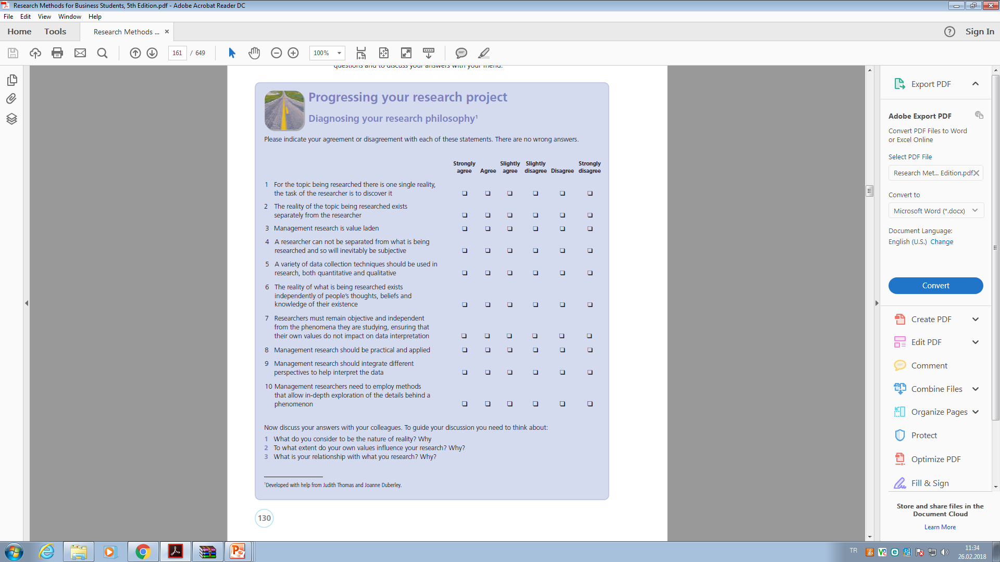 Research Methods for Business Students, 5th Edition.pdf - Adobe Acrobat Reader DC
File Edit View Window Help
Home Tools Research Methods ... × Sign In
161 / 649 100%
questions and to discuss your answers with your friend.
Progressing your research project
Diagnosing your research philosophy¹
Please indicate your agreement or disagreement with each of these statements. There are no wrong answers.
Strongly Slightly Slightly Strongly
agree Agree agree disagree Disagree disagree
1 For the topic being researched there is one single reality,
the task of the researcher is to discover it
2 The reality of the topic being researched exists
separately from the researcher
3 Management research is value laden
4 A researcher can not be separated from what is being
researched and so will inevitably be subjective
5 A variety of data collection techniques should be used in
research, both quantitative and qualitative
6 The reality of what is being researched exists
independently of people's thoughts, beliefs and
knowledge of their existence
7 Researchers must remain objective and independent
from the phenomena they are studying, ensuring that
their own values do not impact on data interpretation
8 Management research should be practical and applied
9 Management research should integrate different
perspectives to help interpret the data
10 Management researchers need to employ methods
that allow in-depth exploration of the details behind a
phenomenon
Now discuss your answers with your colleagues. To guide your discussion you need to think about:
1 What do you consider to be the nature of reality? Why
2 To what extent do your own values influence your research? Why?
3 What is your relationship with what you research? Why?
¹Developed with help from Judith Thomas and Joanne Duberley.
130
Export PDF
Adobe Export PDF
Convert PDF Files to Word
or Excel Online
Select PDF File
Research Met... Edition.pdf
Convert to
Microsoft Word (*.docx)
Document Language:
English (U.S.) Change
Convert
Create PDF
Edit PDF
Comment
Combine Files
Organize Pages
Protect
Optimize PDF
Fill & Sign
Store and share files in the
Document Cloud
Learn More
TR
11:34
26.02.2018